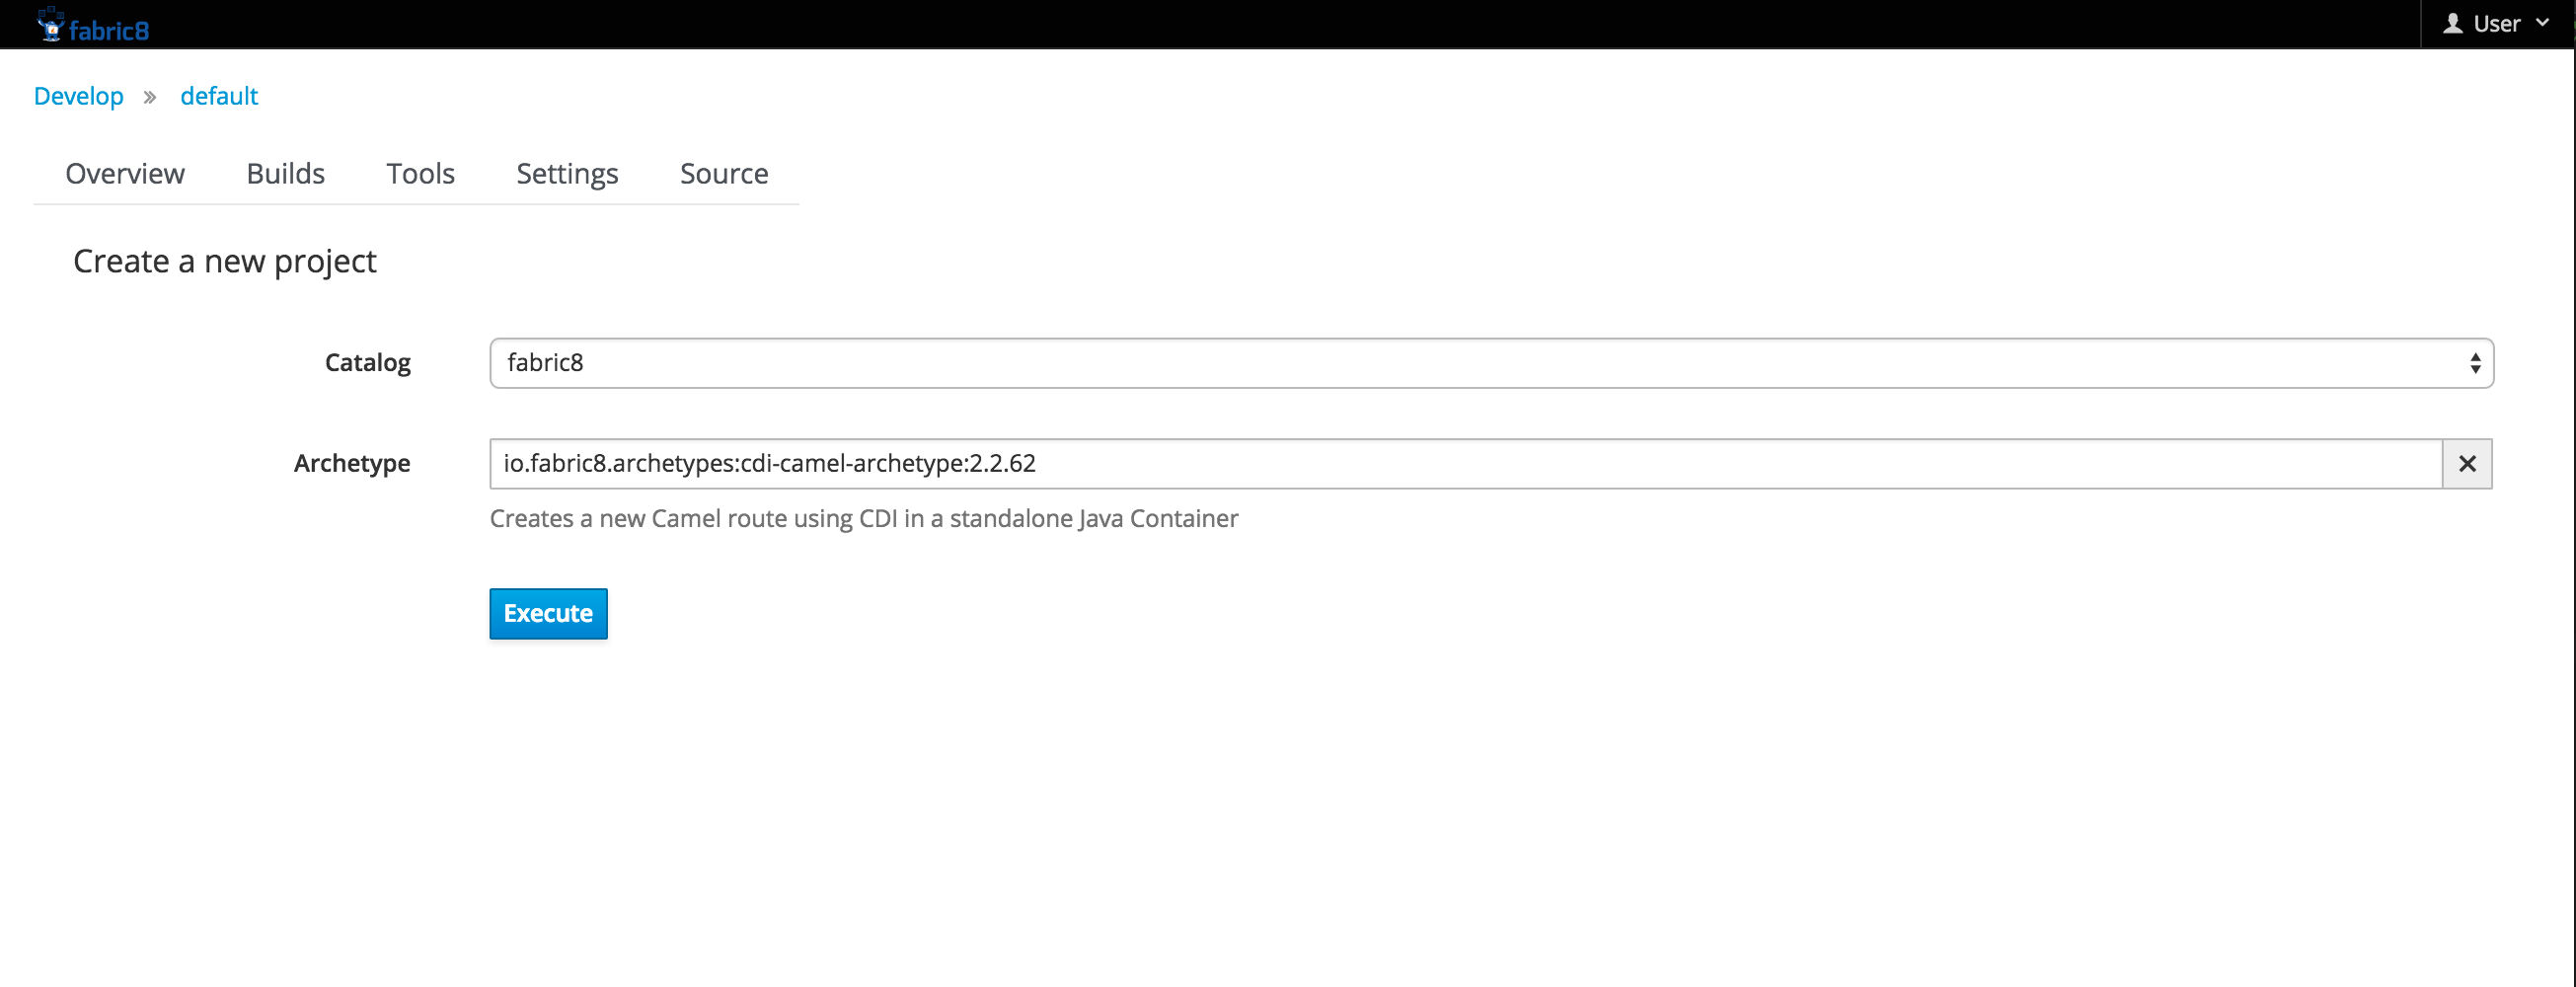 fabric8
User
Develop » default
Overview Builds Tools Settings Source
Create a new project
Catalog fabric8
Archetype io.fabric8.archetypes:cdi-camel-archetype:2.2.62
Creates a new Camel route using CDI in a standalone Java Container
Execute